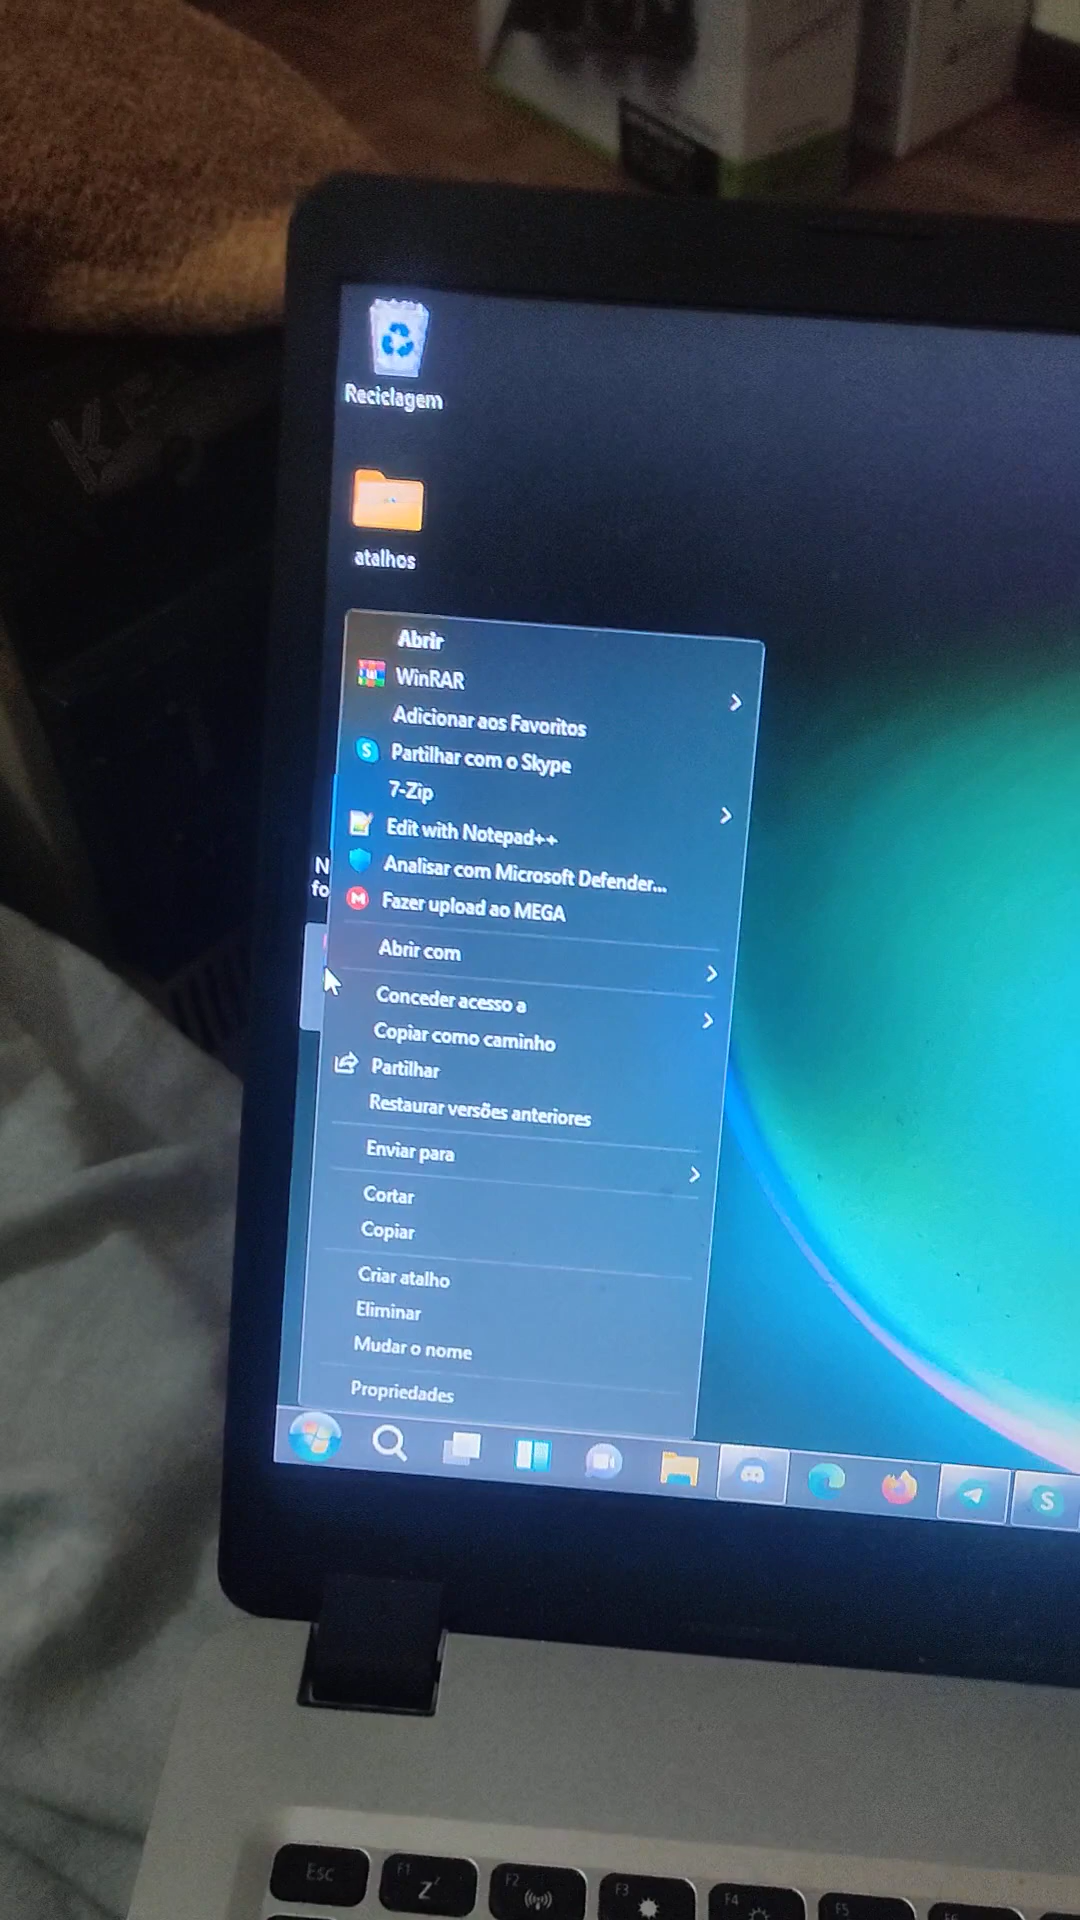 Reciclagem
atalhos
Abrir
WinRAR
Adicionar aos Favoritos
Partilhar com o Skype
7-Zip
Edit with Notepad++
Analisar com Microsoft Defender...
N
fo
Fazer upload ao MEGA
Abrir com
Conceder acesso a
Copiar como caminho
Partilhar
Restaurar versões anteriores
Enviar para
Cortar
Copiar
Criar atalho
Eliminar
Mudar o nome
Propriedades
Esc
F1
F2
F3
F4
F5